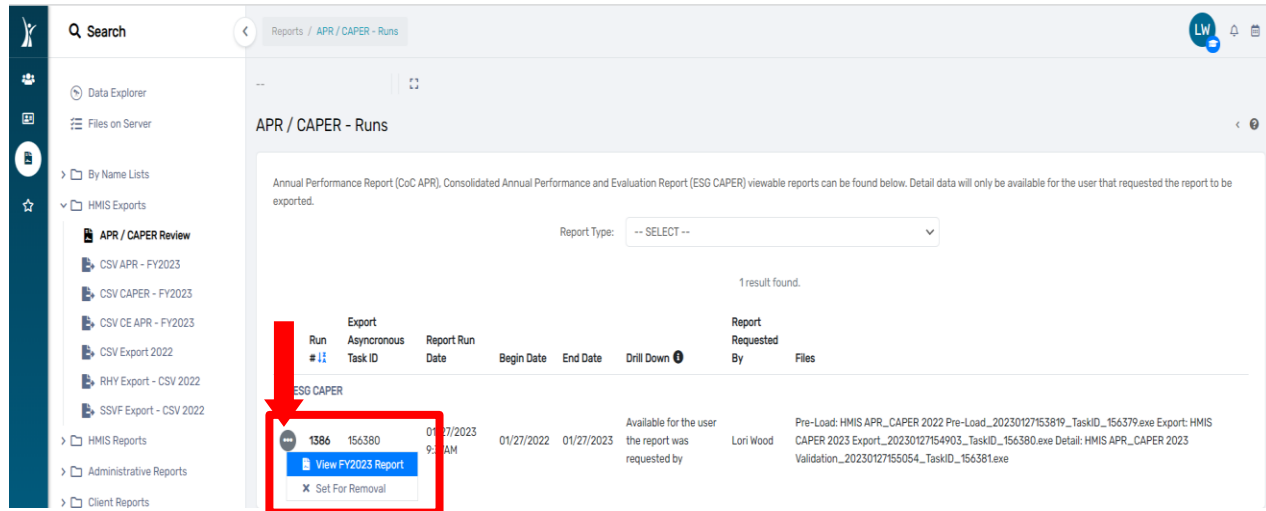 Search
Reports / APR / CAPER - Runs
LW
Data Explorer
Files on Server
By Name Lists
HMIS Exports
APR / CAPER Review
CSV APR - FY2023
CSV CAPER - FY2023
CSV CE APR - FY2023
CSV Export 2022
RHY Export - CSV 2022
SSVF Export - CSV 2022
HMIS Reports
Administrative Reports
Client Reports
--
APR / CAPER - Runs
Annual Performance Report (CoC APR), Consolidated Annual Performance and Evaluation Report (ESG CAPER) viewable reports can be found below. Detail data will only be available for the user that requested the report to be
exported.
Report Type: -- SELECT --
1 result found.
Run #
Export Asyncronous Task ID
Report Run Date
Begin Date
End Date
Drill Down
Report Requested By
Files
ESG CAPER
1386
156380
01/27/2023
01/27/2022
01/27/2023
Available for the user
the report was
requested by
Lori Wood
Pre-Load: HMIS APR_CAPER 2022 Pre-Load_20230127153819_TaskID_156379.exe Export: HMIS
CAPER 2023 Export_20230127154903_TaskID_156380.exe Detail: HMIS APR_CAPER 2023
Validation_20230127155054_TaskID_156381.exe
View FY2023 Report
Set For Removal